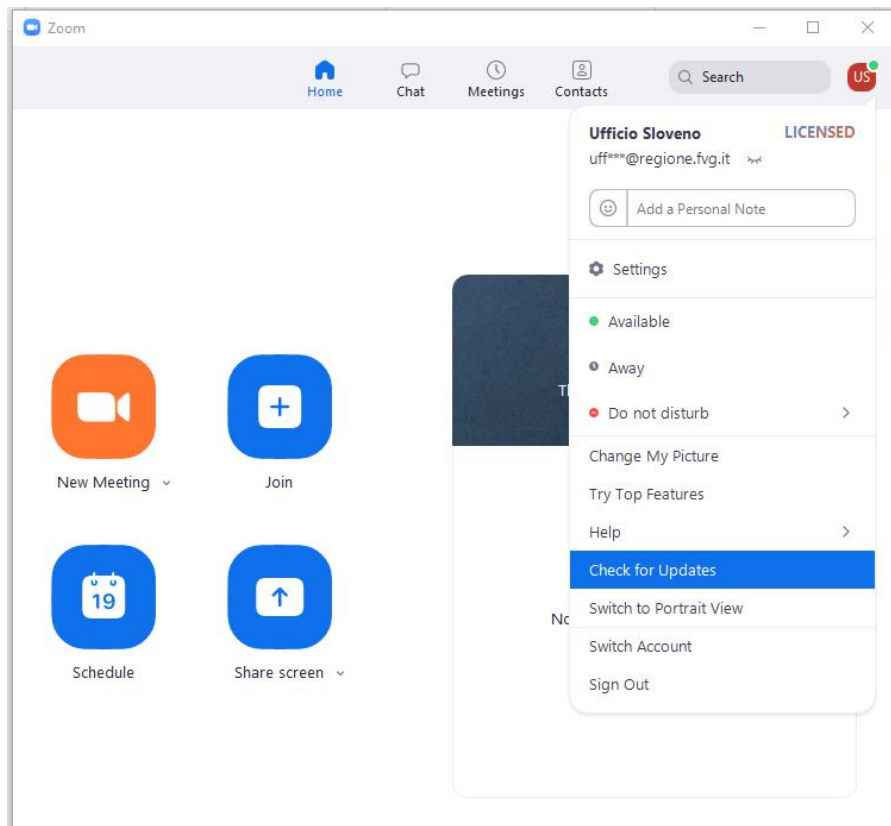 Zoom
Home
Chat
Meetings
Contacts
Search
US
Ufficio Sloveno
LICENSED
uff***@regione.fvg.it
Add a Personal Note
Settings
Available
Away
Do not disturb
Change My Picture
Try Top Features
Help
Check for Updates
Switch to Portrait View
Switch Account
Sign Out
New Meeting
Join
19
Schedule
Share screen